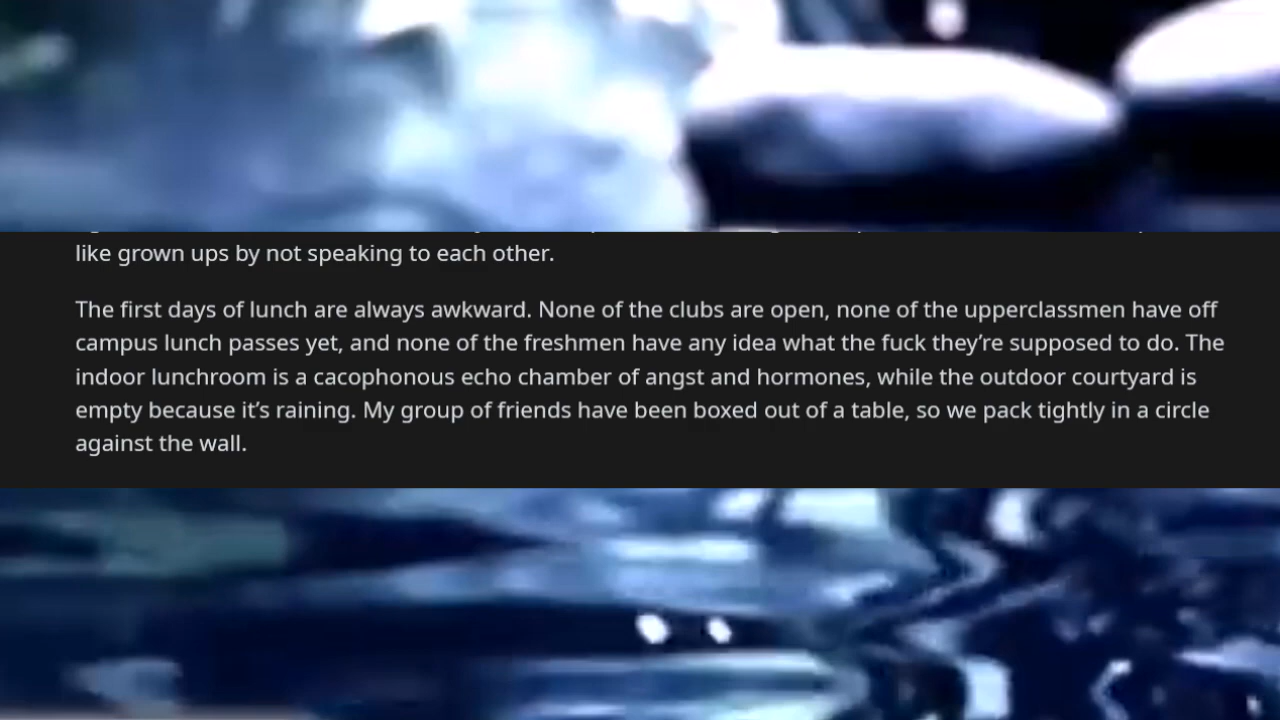 like grown ups by not speaking to each other.
The first days of lunch are always awkward. None of the clubs are open, none of the upperclassmen have off
campus lunch passes yet, and none of the freshmen have any idea what the fuck they’re supposed to do. The
indoor lunchroom is a cacophonous echo chamber of angst and hormones, while the outdoor courtyard is
empty because it’s raining. My group of friends have been boxed out of a table, so we pack tightly in a circle
against the wall.